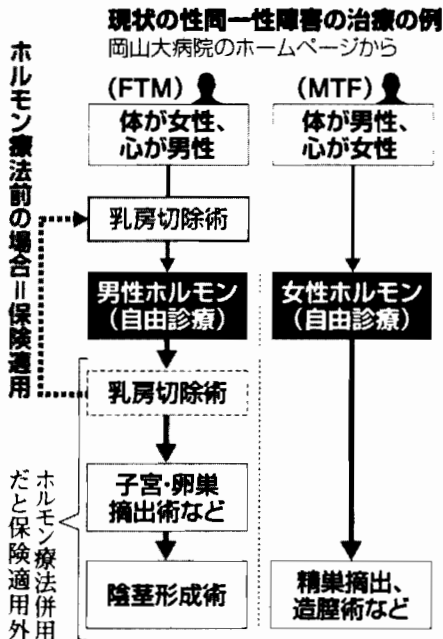 現状の性同一性障害の治療の例
岡山大病院のホームページから
(FTM)
体が女性、
心が男性
乳房切除術
男性ホルモン
(自由診療)
乳房切除術
子宮・卵巣
摘出術など
陰茎形成術
(MTF)
体が男性、
心が女性
女性ホルモン
(自由診療)
精巣摘出、
造膣術など
ホルモン療法前の場合=保険適用
ホルモン療法併用
だと保険適用外